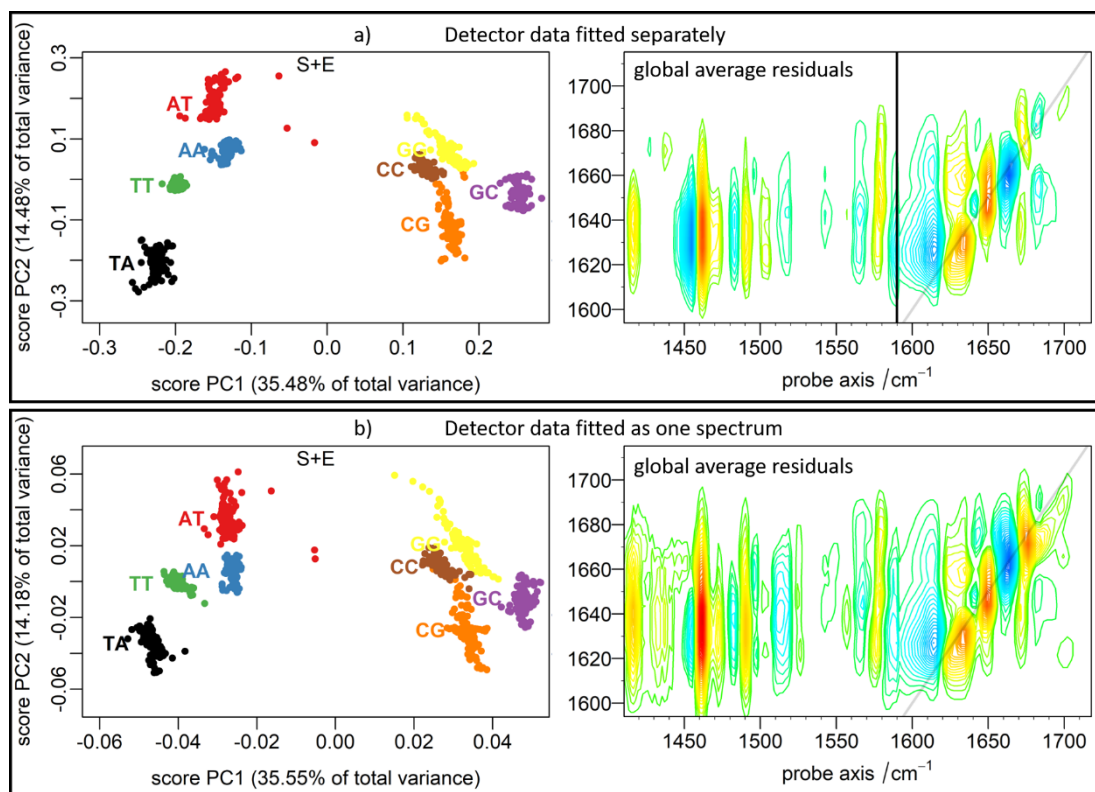 a) Detector data fitted separately
score PC2 (14.48% of total variance)
0.3
0.1
-0.1
-0.3
S+E
AT
AA
TT
TA
GC
CC
CG
GC
-0.3 -0.2 -0.1 0.0 0.1 0.2
score PC1 (35.48% of total variance)
global average residuals
1700
1680
1660
1640
1620
1600
1450 1500 1550 1600 1650 1700
probe axis /cm⁻¹
b) Detector data fitted as one spectrum
score PC2 (14.18% of total variance)
0.06
0.02
-0.02
-0.06
S+E
AT
AA
TT
TA
GC
CC
CG
GC
-0.06 -0.04 -0.02 0.00 0.02 0.04
score PC1 (35.55% of total variance)
global average residuals
1700
1680
1660
1640
1620
1600
1450 1500 1550 1600 1650 1700
probe axis /cm⁻¹